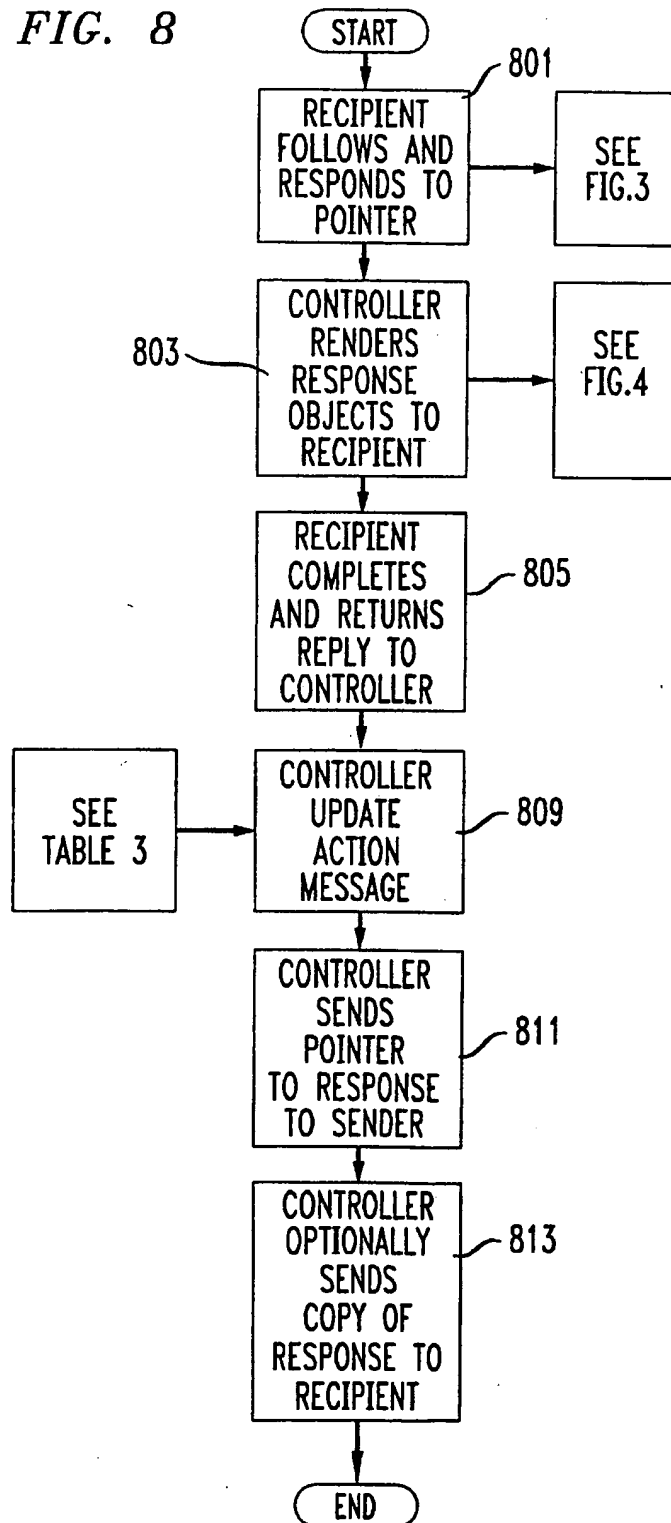 FIG. 8
START
801
RECIPIENT
FOLLOWS AND
RESPONDS TO
POINTER
SEE
FIG.3
803
CONTROLLER
RENDERS
RESPONSE
OBJECTS TO
RECIPIENT
SEE
FIG.4
RECIPIENT
COMPLETES
AND RETURNS
REPLY TO
CONTROLLER
805
SEE
TABLE 3
CONTROLLER
UPDATE
ACTION
MESSAGE
809
CONTROLLER
SENDS
POINTER
TO RESPONSE
TO SENDER
811
CONTROLLER
OPTIONALLY
SENDS
COPY OF
RESPONSE TO
RECIPIENT
813
END